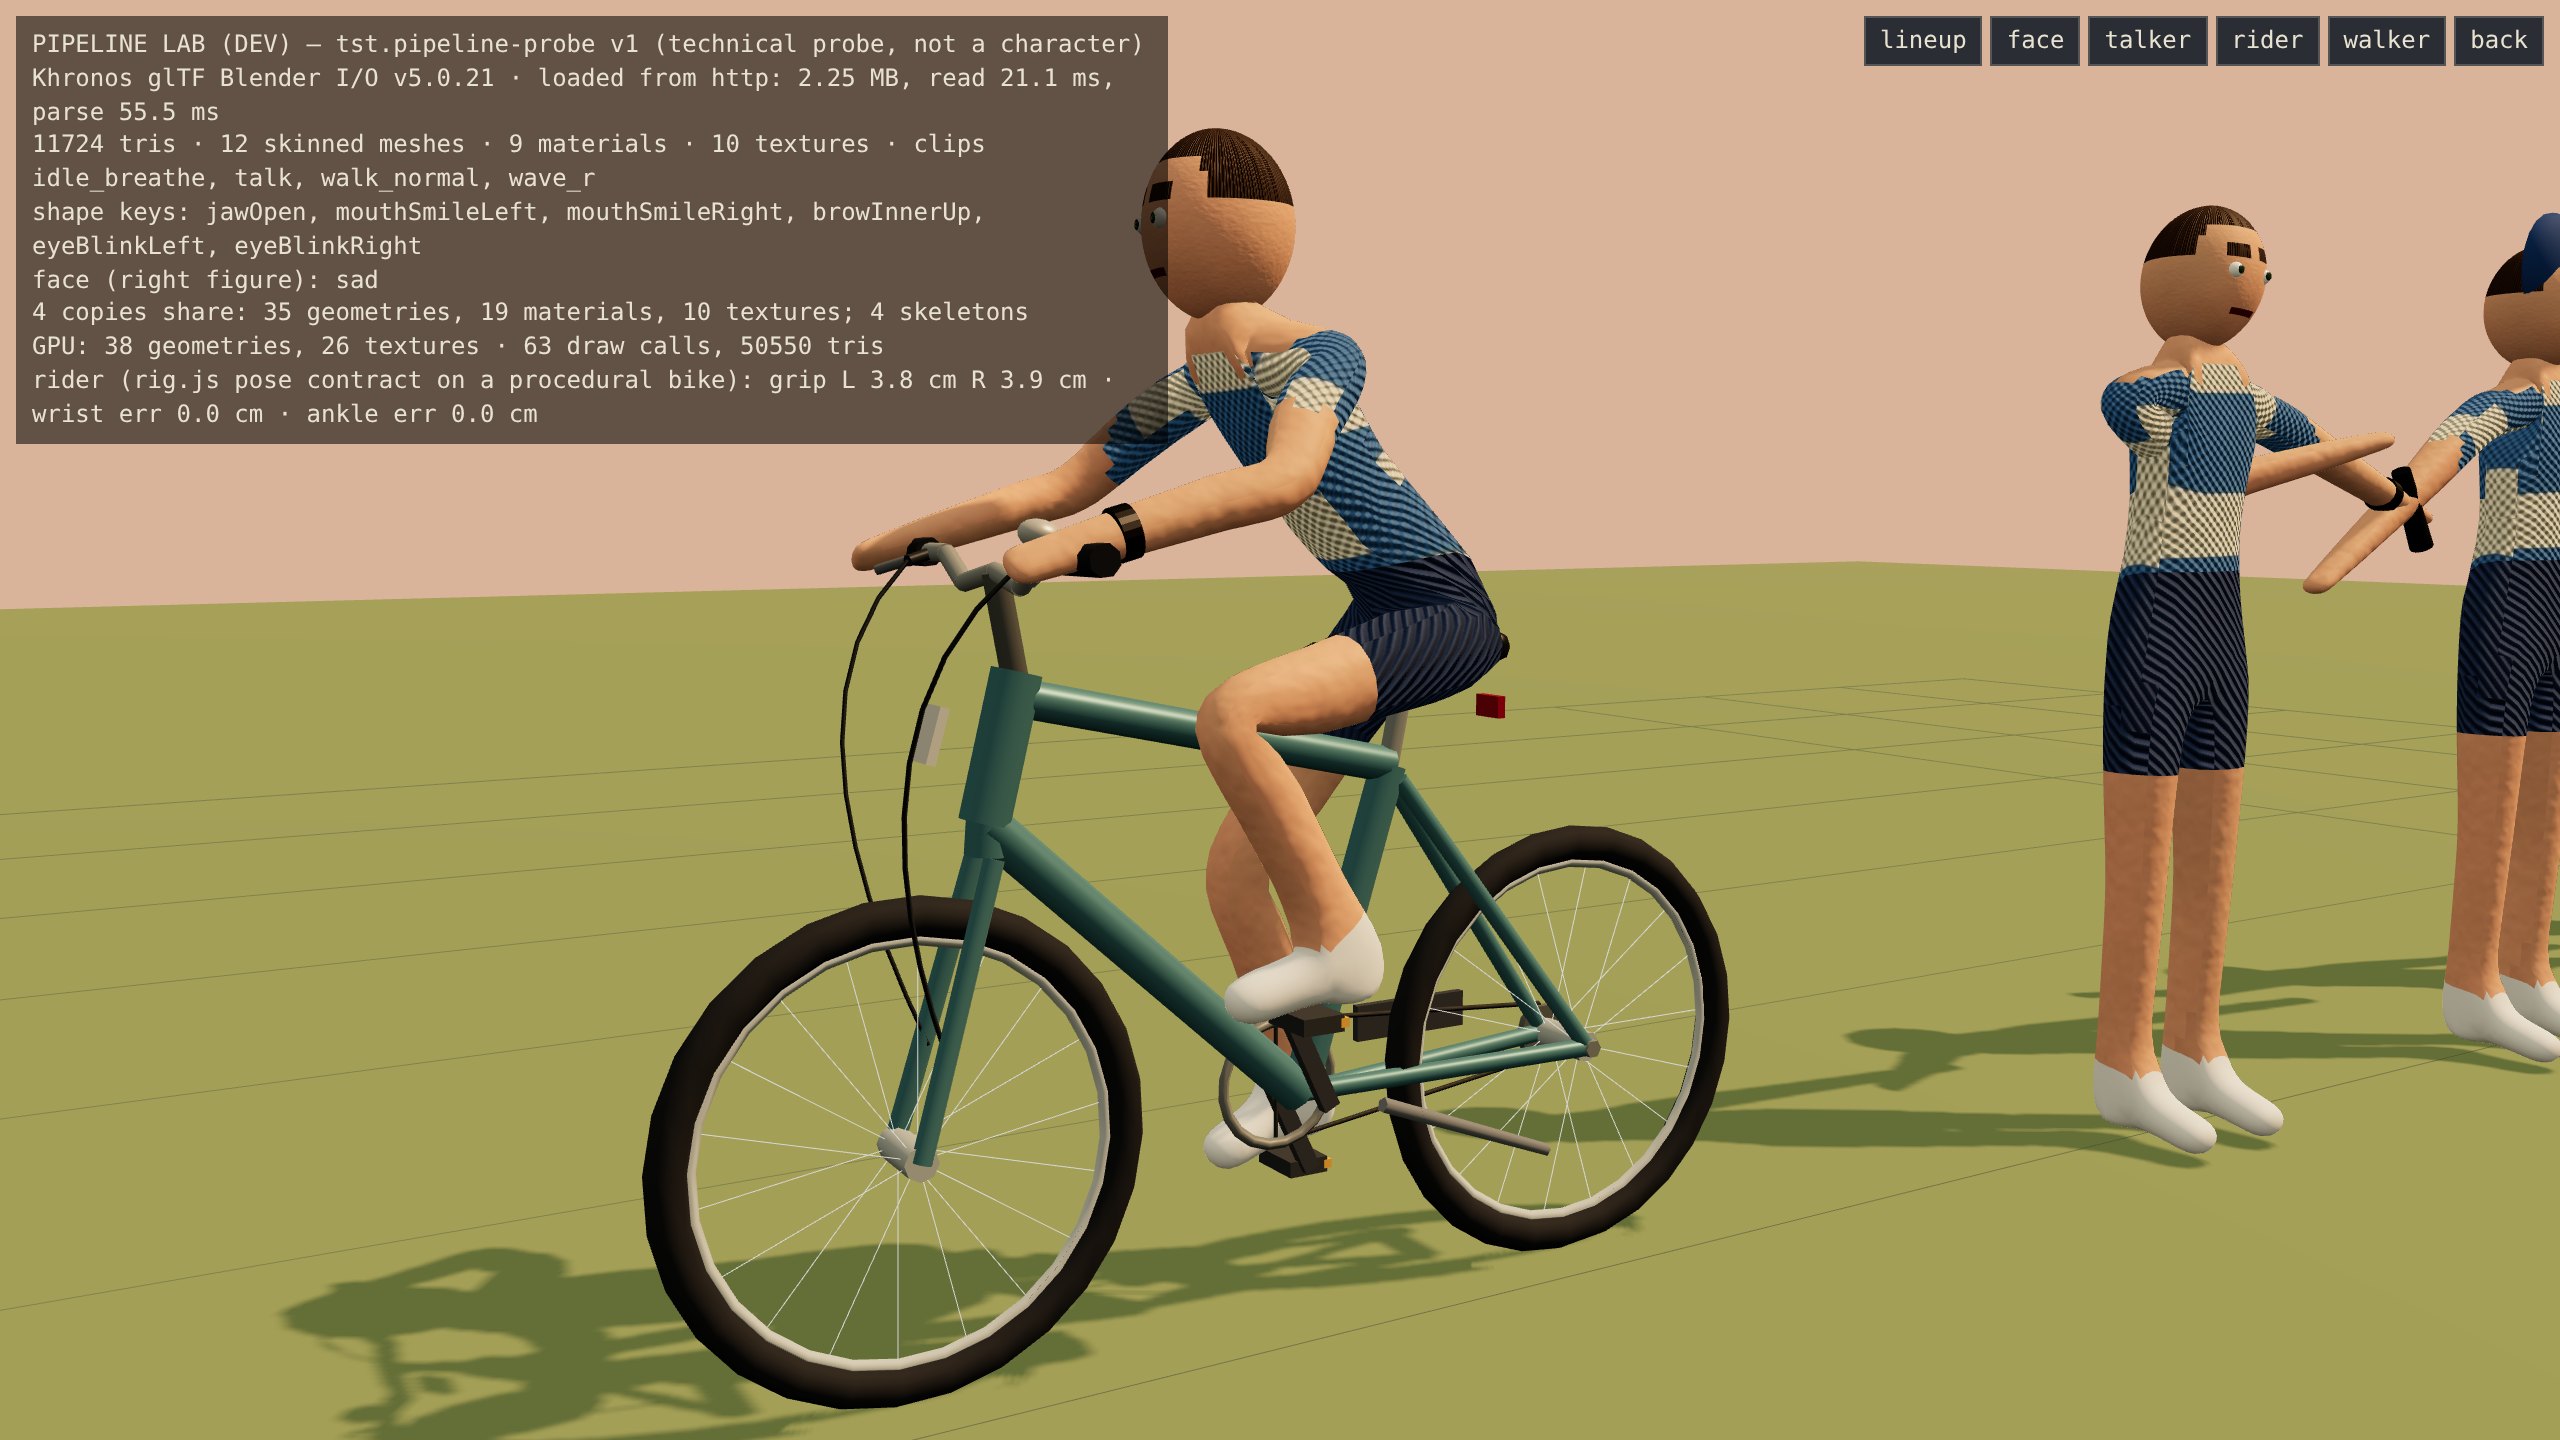 PIPELINE LAB (DEV) — tst.pipeline-probe v1 (technical probe, not a character)
Khronos glTF Blender I/O v5.0.21 · loaded from http: 2.25 MB, read 21.1 ms,
parse 55.5 ms
11724 tris · 12 skinned meshes · 9 materials · 10 textures · clips
idle_breathe, talk, walk_normal, wave_r
shape keys: jawOpen, mouthSmileLeft, mouthSmileRight, browInnerUp,
eyeBlinkLeft, eyeBlinkRight
face (right figure): sad
4 copies share: 35 geometries, 19 materials, 10 textures; 4 skeletons
GPU: 38 geometries, 26 textures · 63 draw calls, 50550 tris
rider (rig.js pose contract on a procedural bike): grip L 3.8 cm R 3.9 cm ·
wrist err 0.0 cm · ankle err 0.0 cm
lineup face talker rider walker back